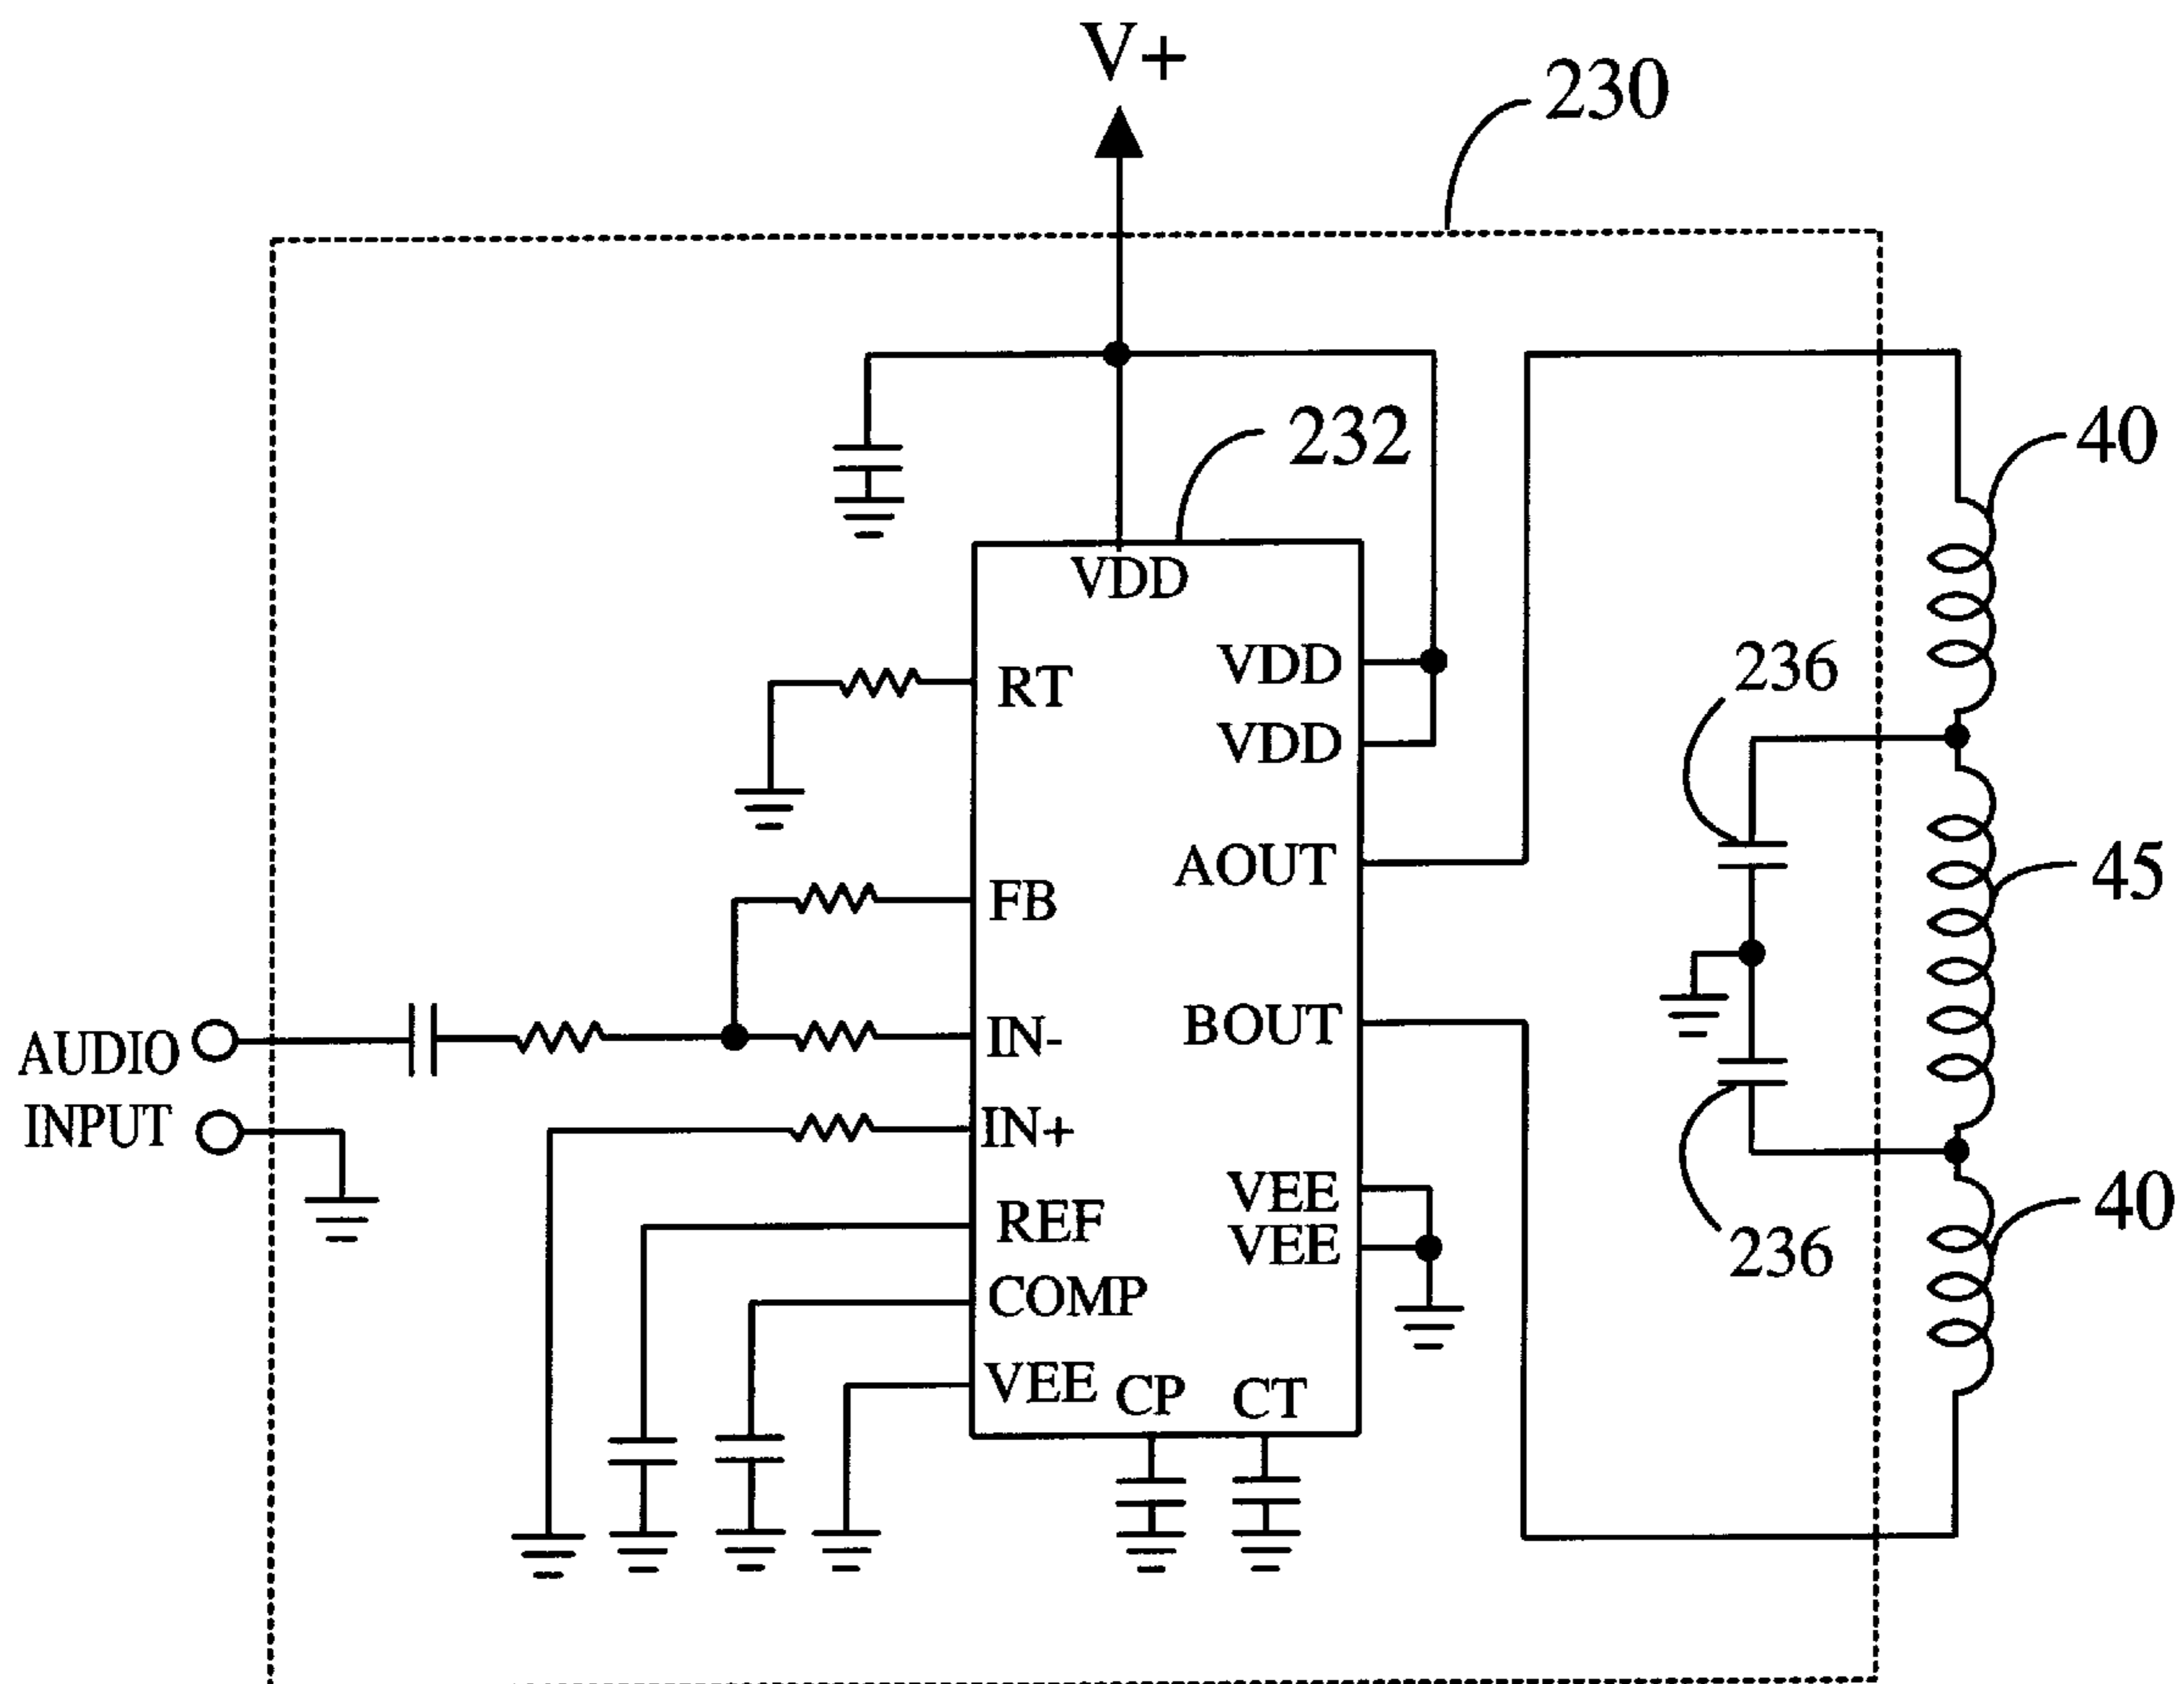 V+
230
232
40
VDD
RT
VDD
236
VDD
AOUT
45
FB
BOUT
AUDIO
INPUT
IN-
IN+
VEE
REF
VEE
236
40
COMP
VEE
CP
CT